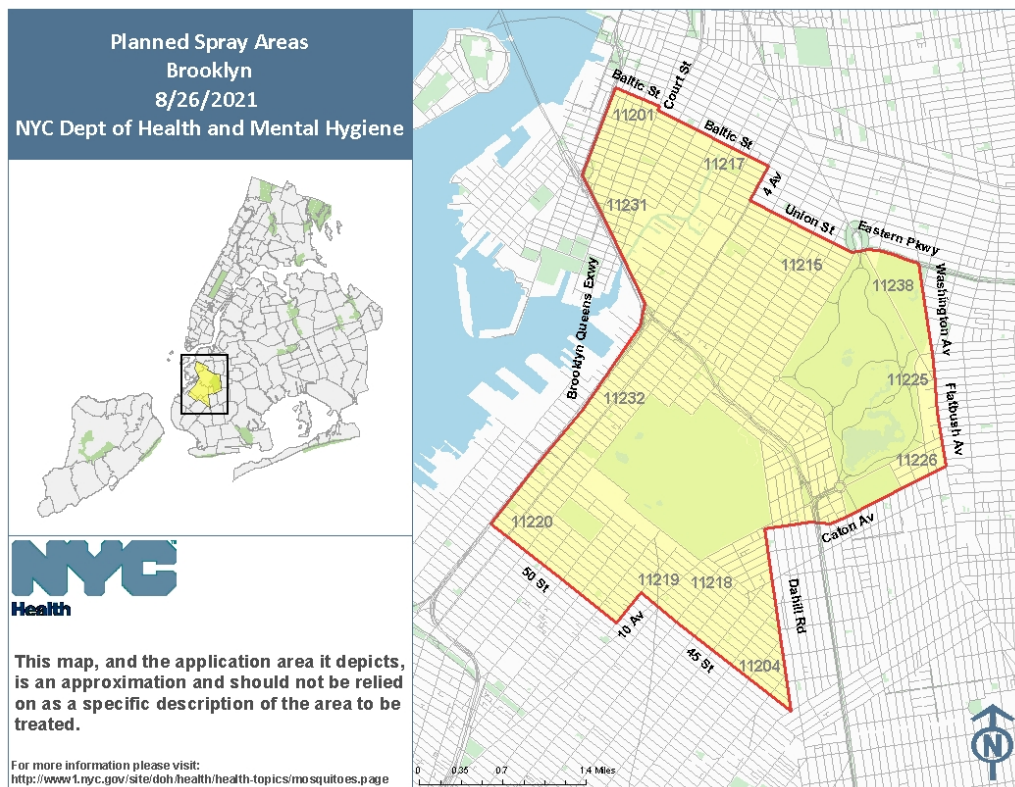 Planned Spray Areas
Brooklyn
8/26/2021
NYC Dept of Health and Mental Hygiene
NYC
Health
This map, and the application area it depicts,
is an approximation and should not be relied
on as a specific description of the area to be
treated.
For more information please visit:
http://www1.nyc.gov/site/doh/health/health-topics/mosquitoes.page
Baltic St
Court St
11201
Baltic St
11217
4 Av
11231
Union St
Eastern Pkwy
11215
11238
Washington Av
Brooklyn Queens Exwy
11225
11232
Flatbush Av
11226
11220
Caton Av
50 St
11219
11218
Dahill Rd
10 Av
45 St
11204
N
0
0.35
0.7
1.4 Miles